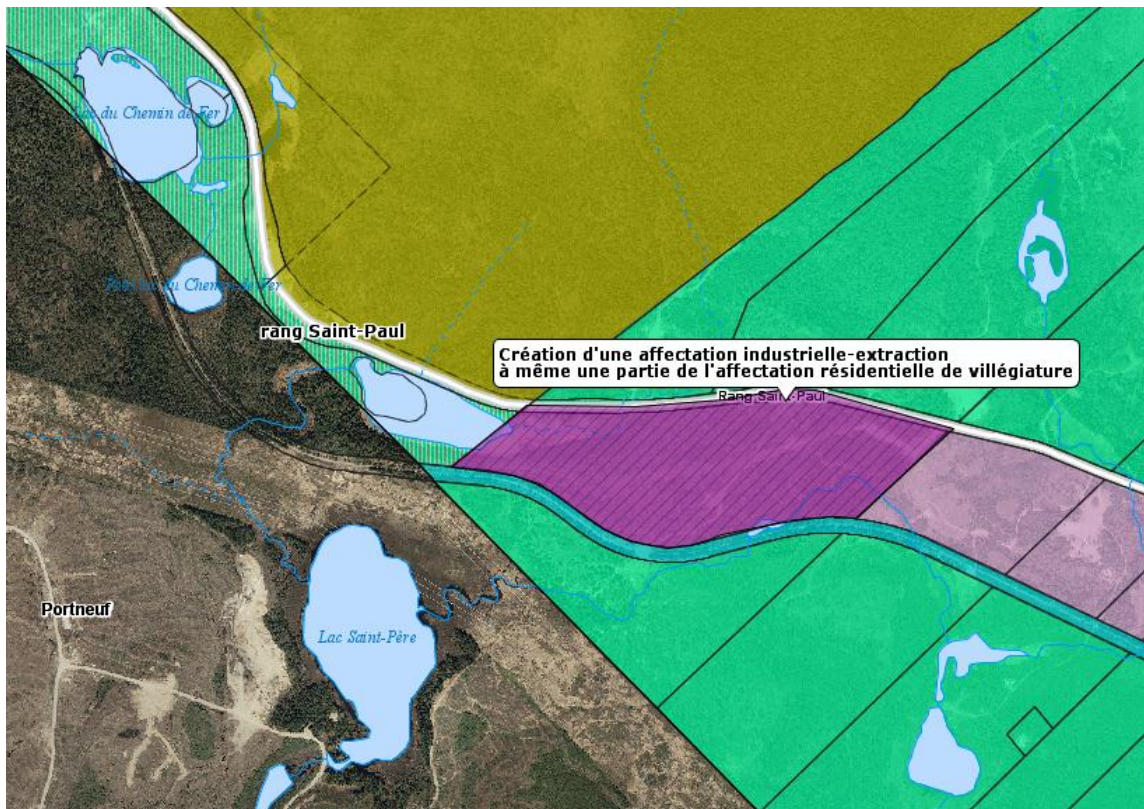 Lac du Chemin de Fer
Petit lac du Chemin de Fer
rang Saint-Paul
Création d'une affectation industrielle-extraction
à même une partie de l'affectation résidentielle de villégiature
Rang Saint-Paul
Portneuf
Lac Saint-Père